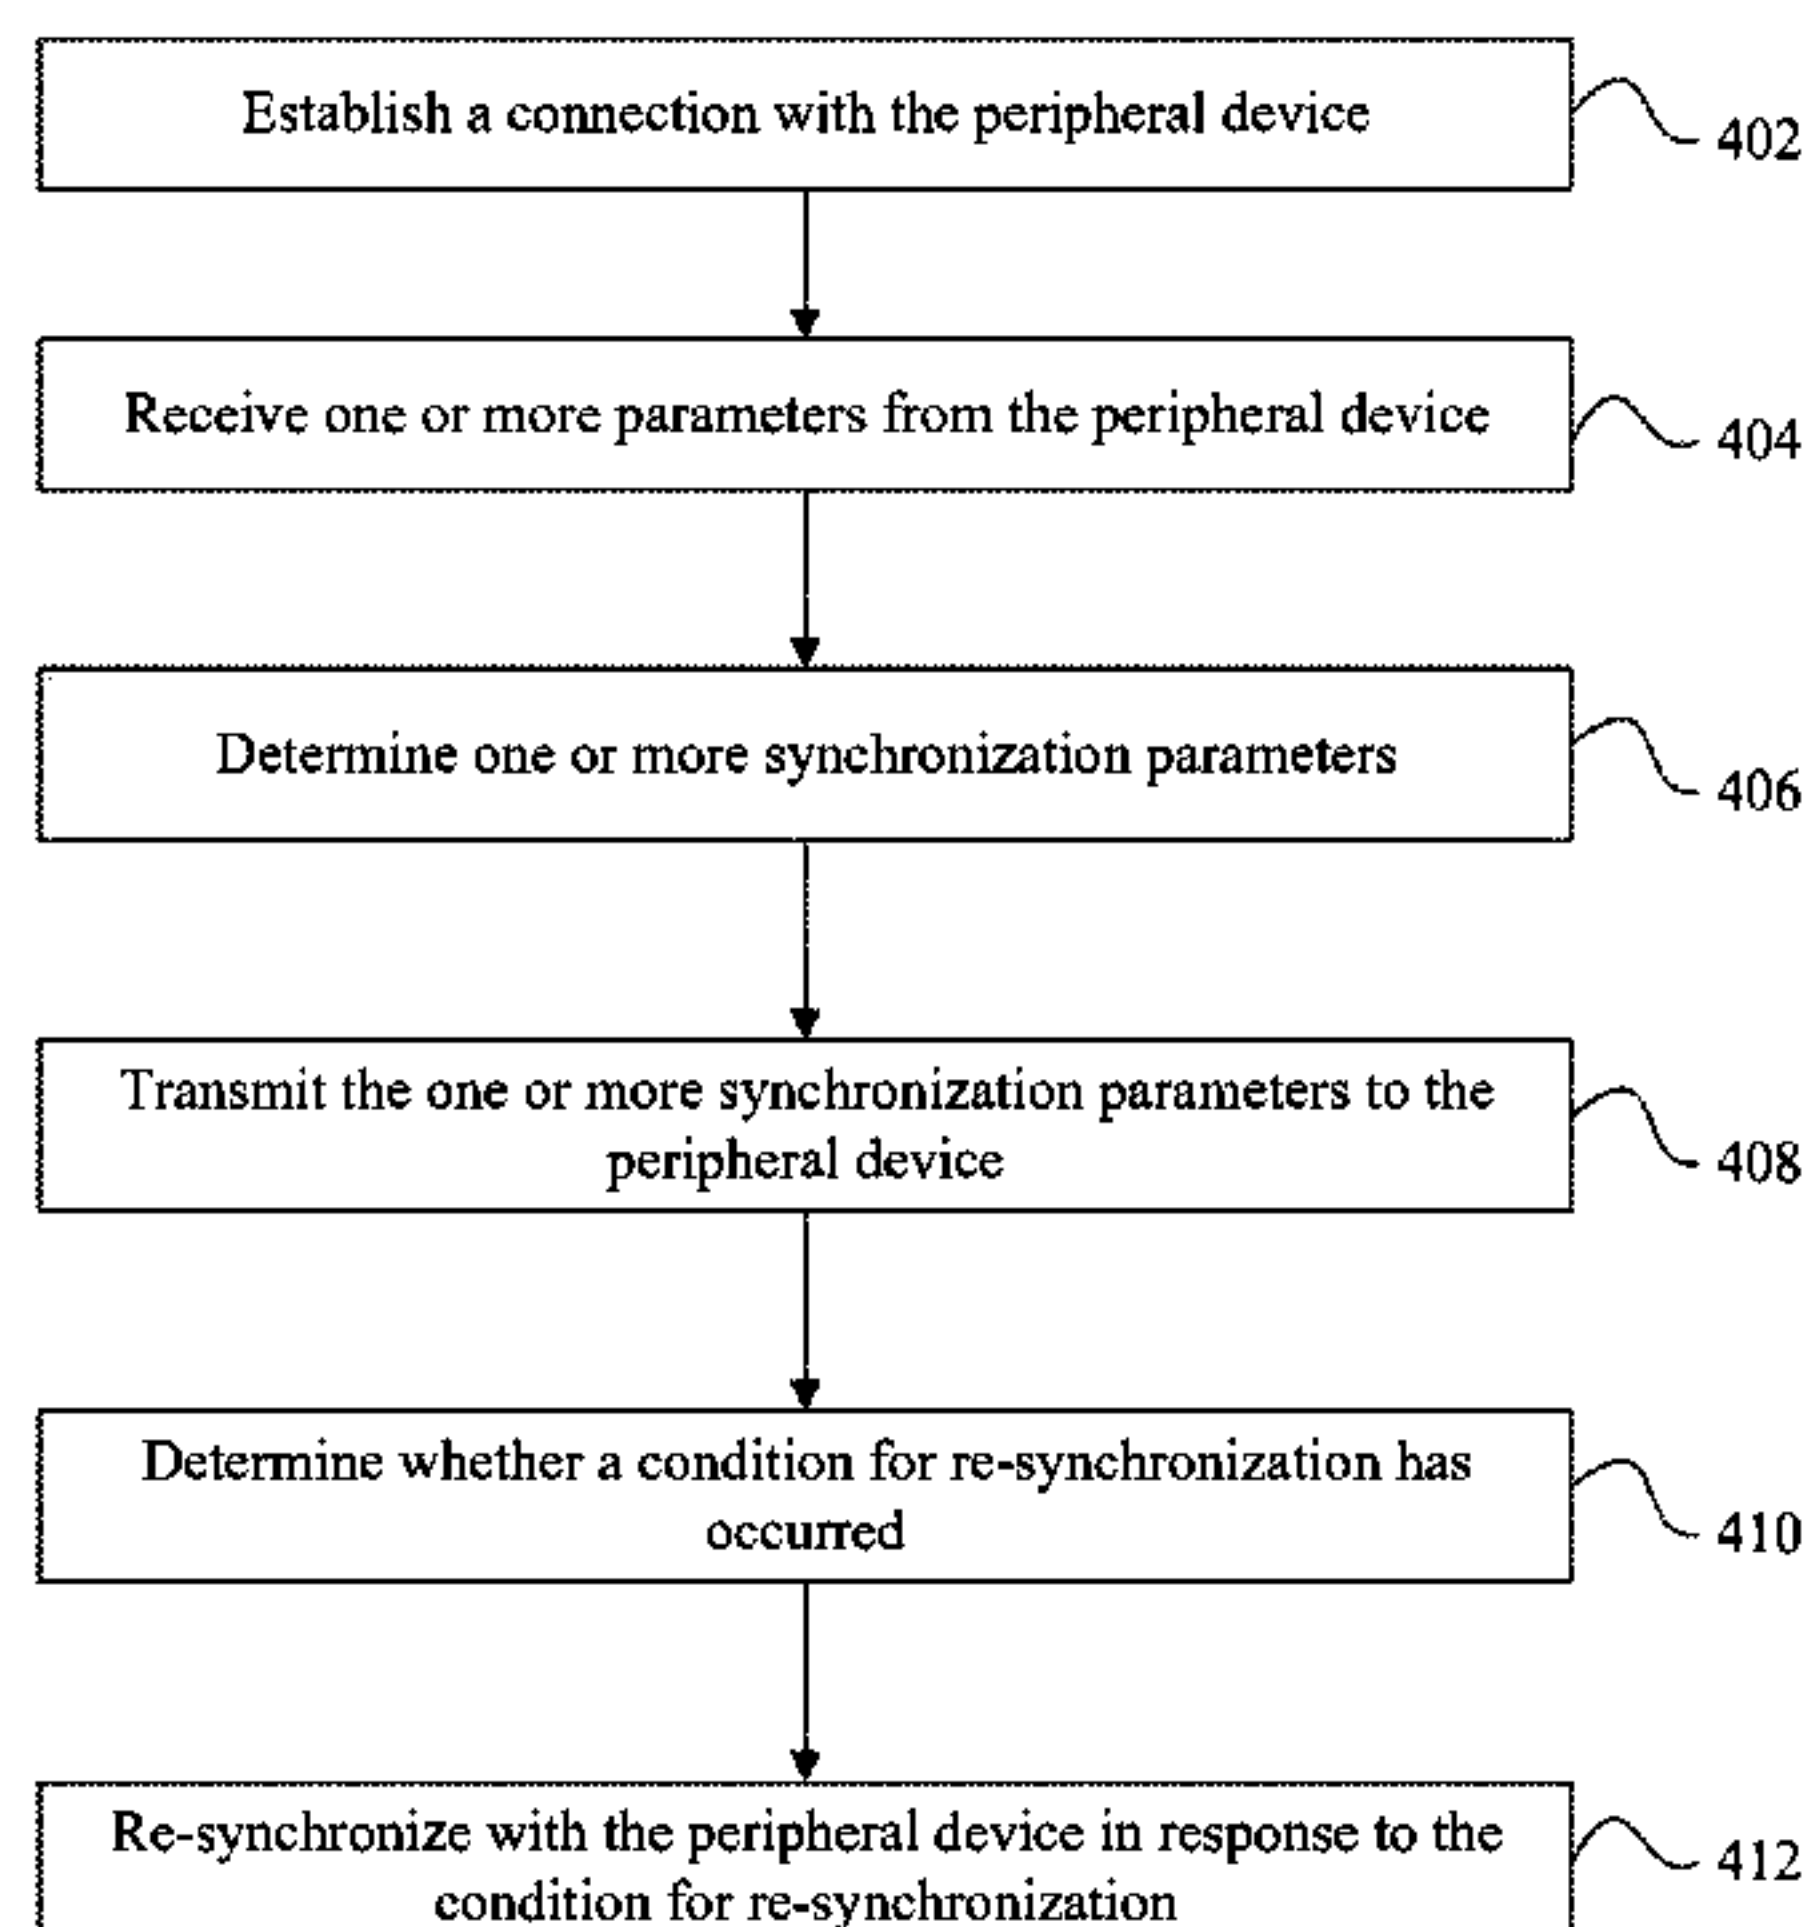 Establish a connection with the peripheral device
402
Receive one or more parameters from the peripheral device
404
Determine one or more synchronization parameters
406
Transmit the one or more synchronization parameters to the
peripheral device
408
Determine whether a condition for re-synchronization has
occurred
410
Re-synchronize with the peripheral device in response to the
condition for re-synchronization
412